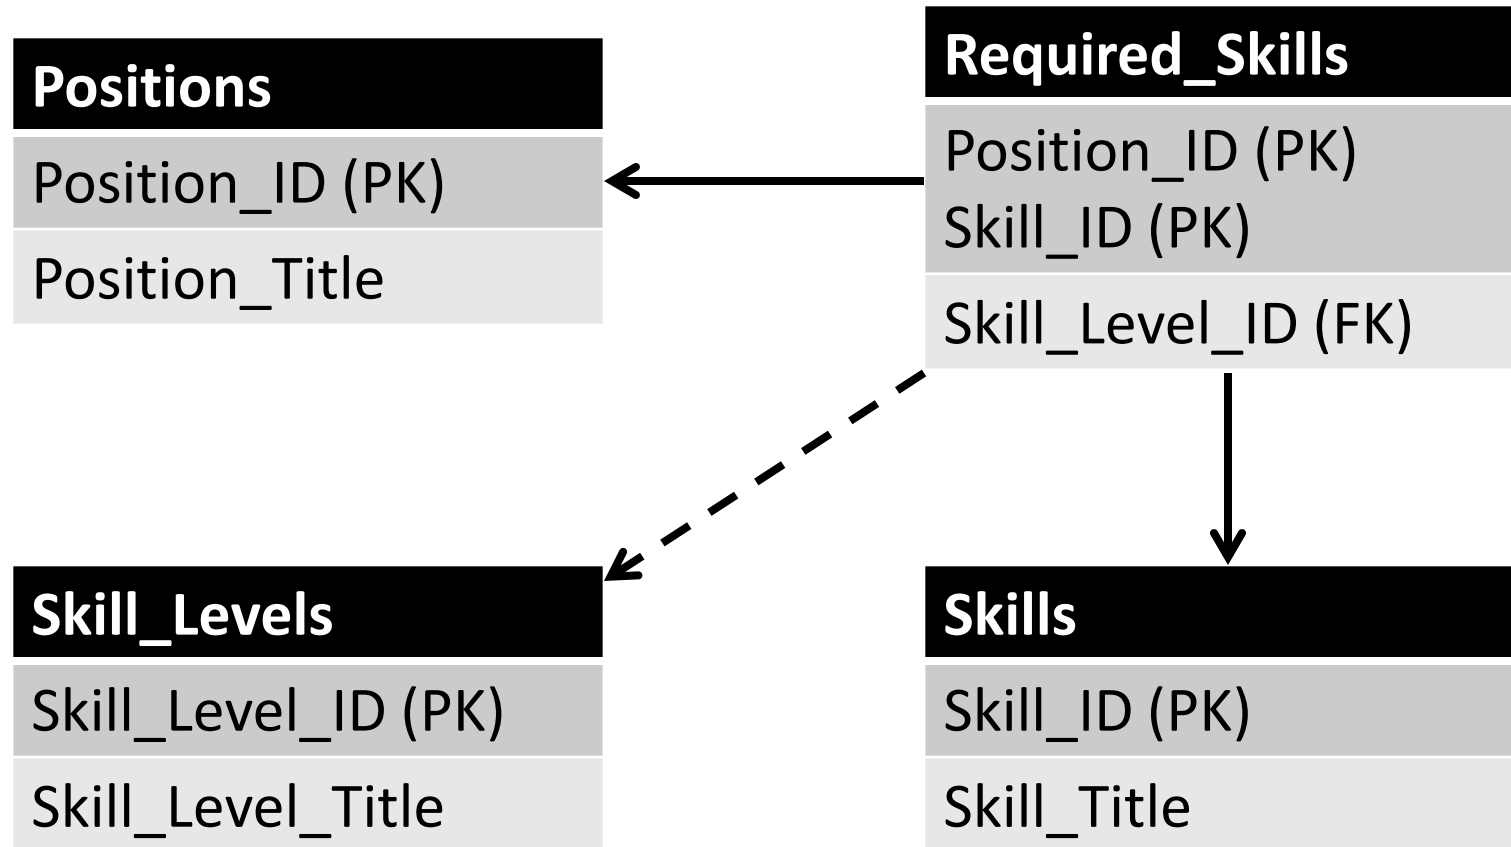 Positions
Position_ID (PK)
Position_Title
Required_Skills
Position_ID (PK)
Skill_ID (PK)
Skill_Level_ID (FK)
Skill_Levels
Skill_Level_ID (PK)
Skill_Level_Title
Skills
Skill_ID (PK)
Skill_Title